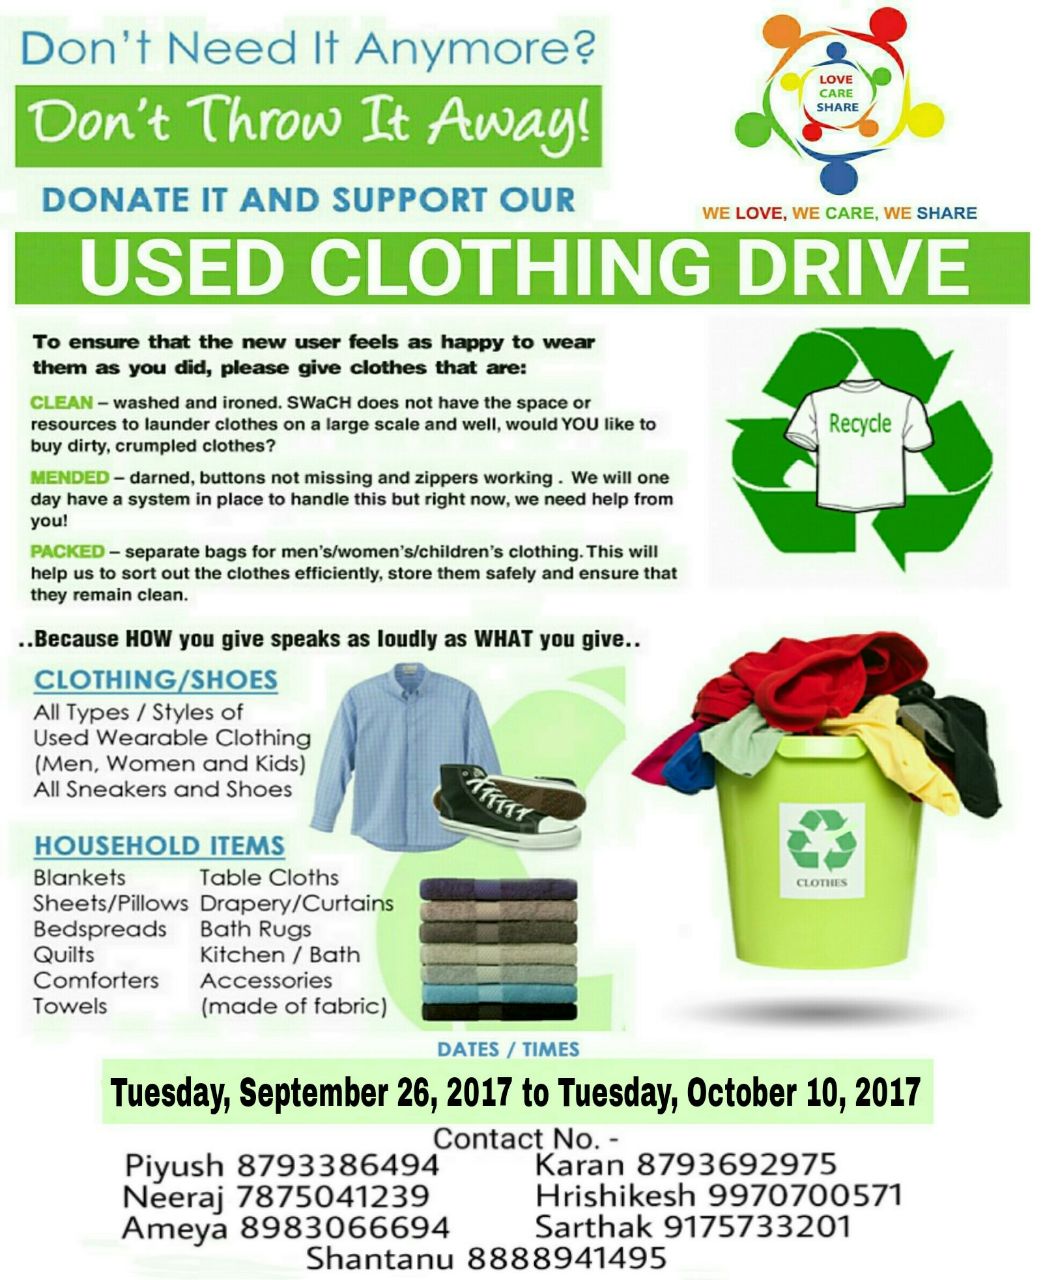 Don't Need It Anymore?
Don't Throw It Away!
DONATE IT AND SUPPORT OUR
LOVE
CARE
SHARE
WE LOVE, WE CARE, WE SHARE
USED CLOTHING DRIVE
To ensure that the new user feels as happy to wear
them as you did, please give clothes that are:
CLEAN – washed and ironed. SWaCH does not have the space or
resources to launder clothes on a large scale and well, would YOU like to
buy dirty, crumpled clothes?
MENDED – darned, buttons not missing and zippers working . We will one
day have a system in place to handle this but right now, we need help from
you!
PACKED – separate bags for men's/women's/children's clothing. This will
help us to sort out the clothes efficiently, store them safely and ensure that
they remain clean.
Recycle
..Because HOW you give speaks as loudly as WHAT you give..
CLOTHING/SHOES
All Types / Styles of
Used Wearable Clothing
(Men, Women and Kids)
All Sneakers and Shoes
CLOTHES
HOUSEHOLD ITEMS
Blankets
Sheets/Pillows
Bedspreads
Quilts
Comforters
Towels
Table Cloths
Drapery/Curtains
Bath Rugs
Kitchen / Bath
Accessories
(made of fabric)
DATES / TIMES
Tuesday, September 26, 2017 to Tuesday, October 10, 2017
Contact No. -
Piyush 8793386494 Karan 8793692975
Neeraj 7875041239 Hrishikesh 9970700571
Ameya 8983066694 Sarthak 9175733201
Shantanu 8888941495